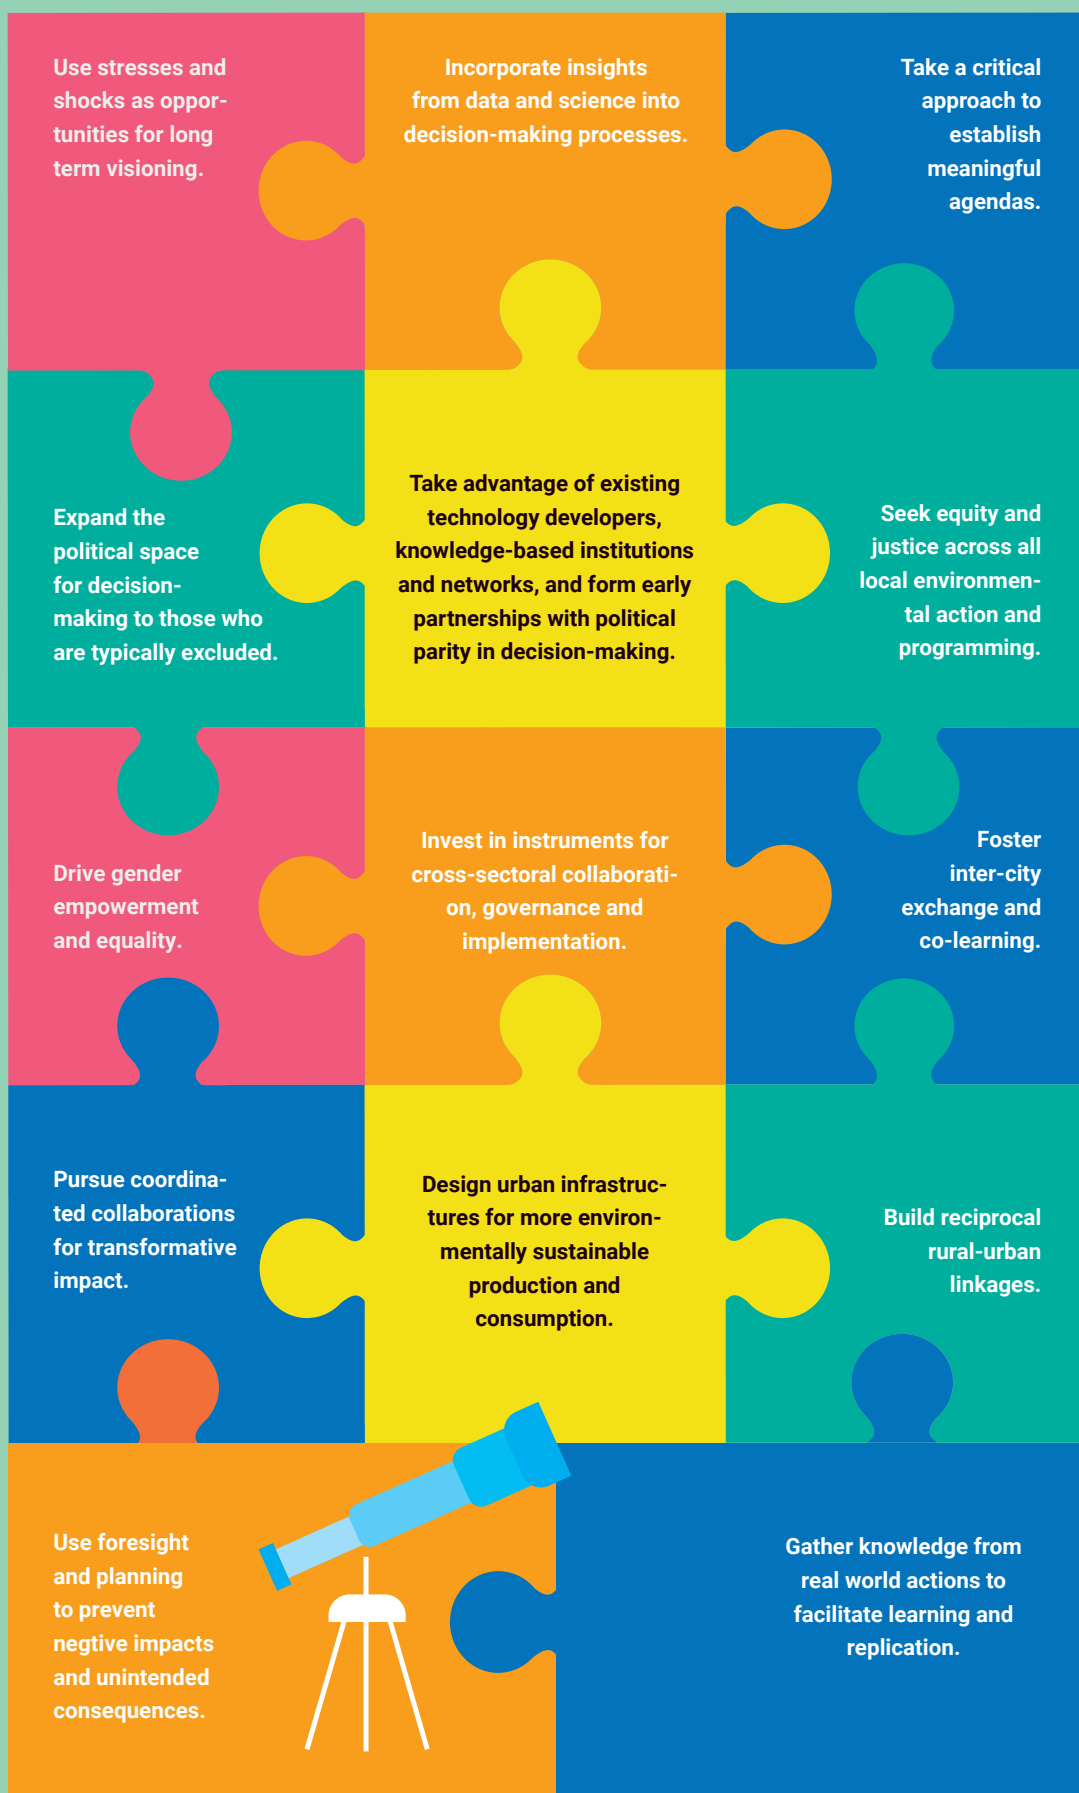 Use stresses and
shocks as oppor-
tunities for long
term visioning.
Incorporate insights
from data and science into
decision-making processes.
Take a critical
approach to
establish
meaningful
agendas.
Expand the
political space
for decision-
making to those who
are typically excluded.
Take advantage of existing
technology developers,
knowledge-based institutions
and networks, and form early
partnerships with political
parity in decision-making.
Seek equity and
justice across all
local environmen-
tal action and
programming.
Drive gender
empowerment
and equality.
Invest in instruments for
cross-sectoral collaborati-
on, governance and
implementation.
Foster
inter-city
exchange and
co-learning.
Pursue coordina-
ted collaborations
for transformative
impact.
Design urban infrastruc-
tures for more environ-
mentally sustainable
production and
consumption.
Build reciprocal
rural-urban
linkages.
Use foresight
and planning
to prevent
negtive impacts
and unintended
consequences.
Gather knowledge from
real world actions to
facilitate learning and
replication.